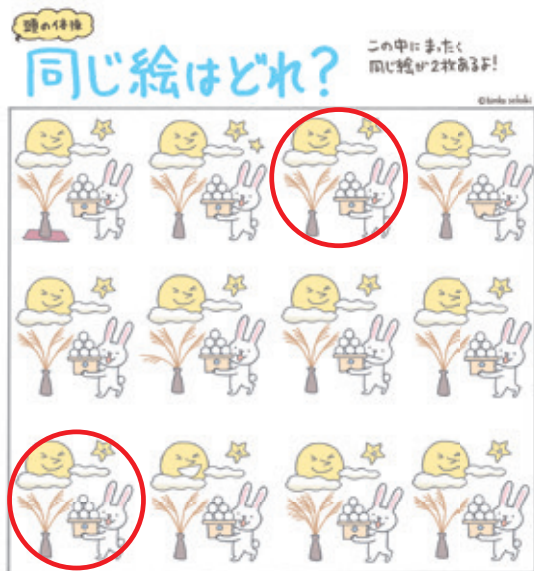 頭の体操
同じ絵はどれ?
この中にまったく
同じ絵が2枚あるよ!